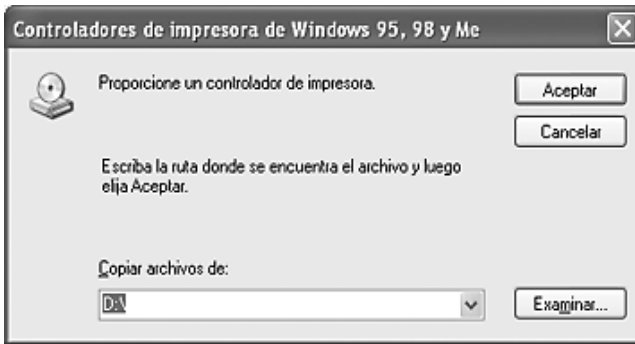 Controladores de impresora de Windows 95, 98 y Me
Proporcione un controlador de impresora.
Aceptar
Cancelar
Escriba la ruta donde se encuentra el archivo y luego
elija Aceptar.
Copiar archivos de:
D:\
Examinar...